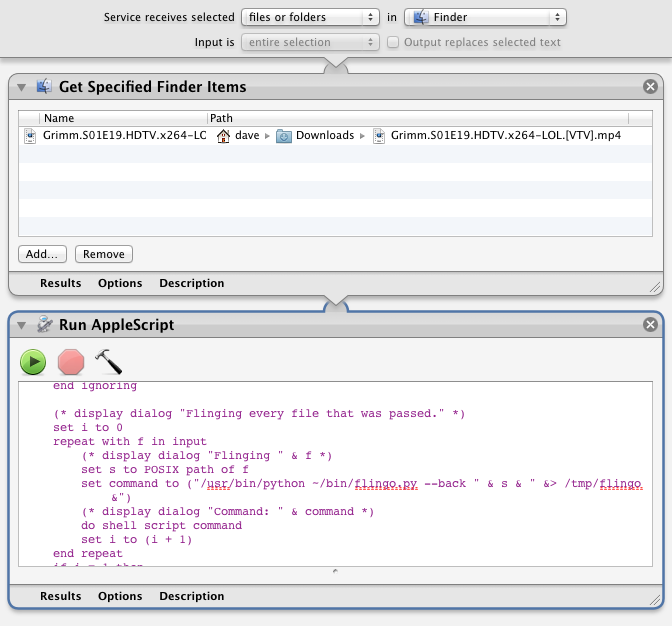 Service receives selected files or folders in Finder
Input is entire selection Output replaces selected text
Get Specified Finder Items
Name Path
Grimm.S01E19.HDTV.x264-LO dave Downloads Grimm.S01E19.HDTV.x264-LOL.[VTV].mp4
Add... Remove
Results Options Description
Run AppleScript
end ignoring
(* display dialog "Flinging every file that was passed." *)
set i to 0
repeat with f in input
(* display dialog "Flinging " & f *)
set s to POSIX path of f
set command to ("/usr/bin/python ~/bin/flingo.py --back " & s & " &> /tmp/flingo
&")
(* display dialog "Command: " & command *)
do shell script command
set i to (i + 1)
end repeat
if i = 1 then
Results Options Description